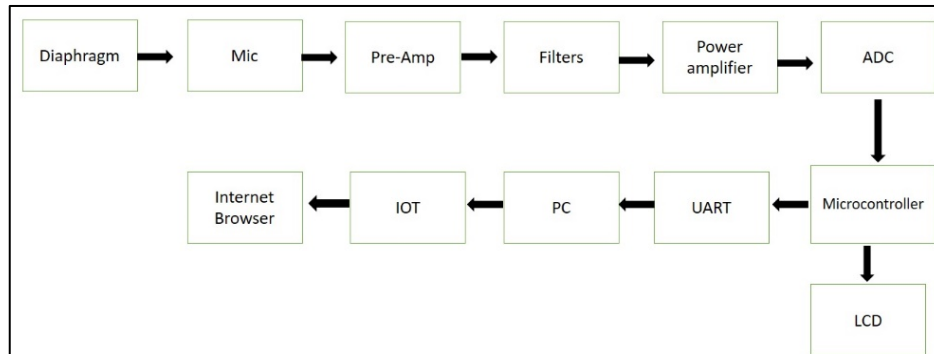 Diaphragm
Mic
Pre-Amp
Filters
Power
amplifier
ADC
Internet
Browser
IOT
PC
UART
Microcontroller
LCD